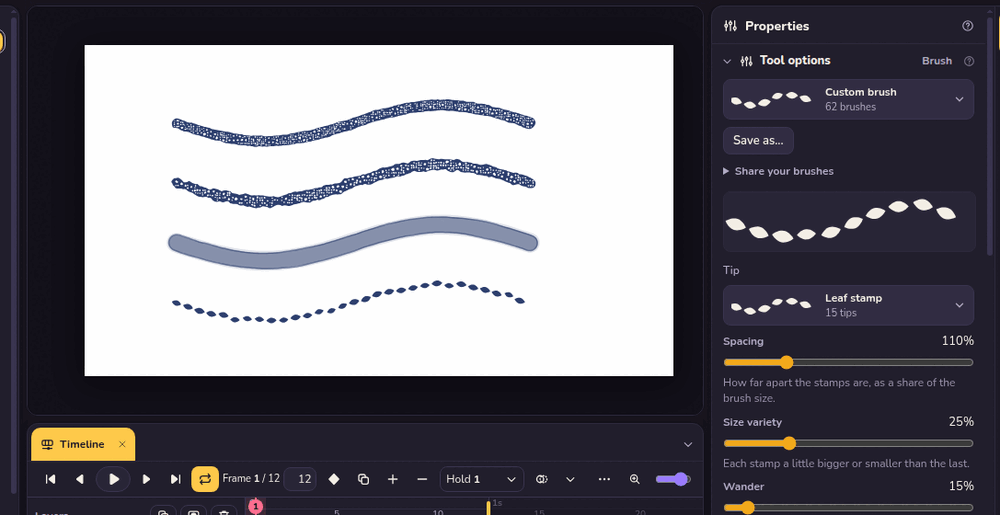 Properties
Tool options
Brush
Custom brush
62 brushes
Save as...
Share your brushes
Tip
Leaf stamp
15 tips
Spacing
110%
How far apart the stamps are, as a share of the
brush size.
Size variety
25%
Each stamp a little bigger or smaller than the last.
Wander
15%
Timeline
Frame 1 / 12
12
Hold 1
Layers
1
5
10
1s
15
20